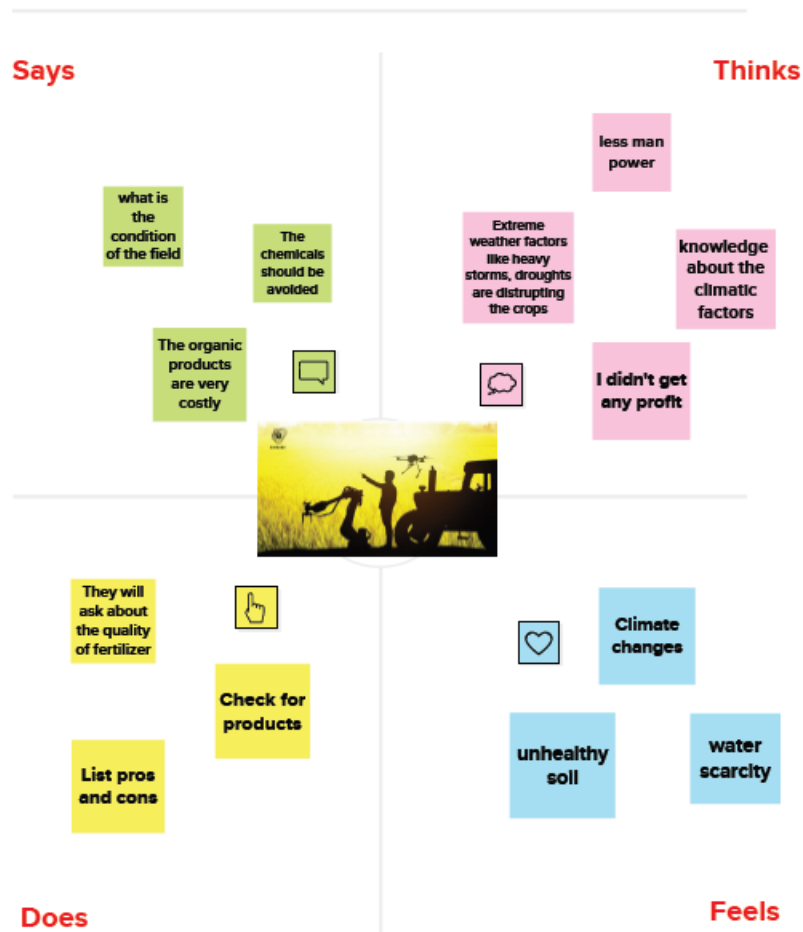 Says
Thinks
less man
power
what is
the
condition
of the field
The
chemicals
should be
avoided
Extreme
weather factors
like heavy
storms, droughts
are distrupting
the crops
knowledge
about the
climatic
factors
The organic
products
are very
costly
I didn't get
any profit
They will
ask about
the quality
of fertilizer
Check for
products
List pros
and cons
Climate
changes
unhealthy
soil
water
scarcity
Does
Feels